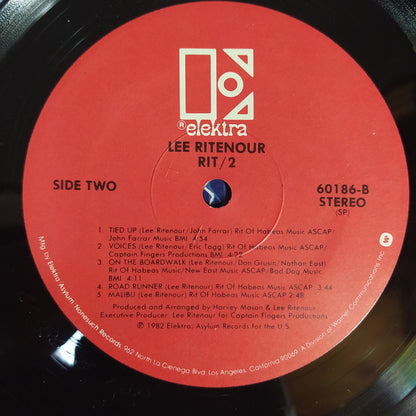 ® elektra
LEE RITENOUR
RIT/2
SIDE TWO
60186-B
STEREO
(SP)
1. TIED UP (Lee Ritenour/John Farrar) Rit Of Habeas Music ASCAP/
John Farrar Music BMI 4:54
2. VOICES (Lee Ritenour/Eric Tagg) Rit Of Habeas Music ASCAP/
Captain Fingers Productions BMI 4:22
3. ON THE BOARDWALK (Lee Ritenour/Don Grusin/Nathan East)
Rit Of Habeas Music/New East Music ASCAP/Bad Dog Music
BMI 4:11
4. ROAD RUNNER (Lee Ritenour) Rit Of Habeas Music ASCAP 3:44
5. MALIBU (Lee Ritenour) Rit Of Habeas Music ASCAP 2:48
Produced and Arranged by Harvey Mason & Lee Ritenour
Executive Producer: Lee Ritenour for Captain Fingers Productions
℗ 1982 Elektra/Asylum Records for the U.S.
Mfg by Elektra/Asylum/Nonesuch Records, 962 North La Cienega Blvd. Los Angeles, California 90069. A Division of Warner Communications Inc.